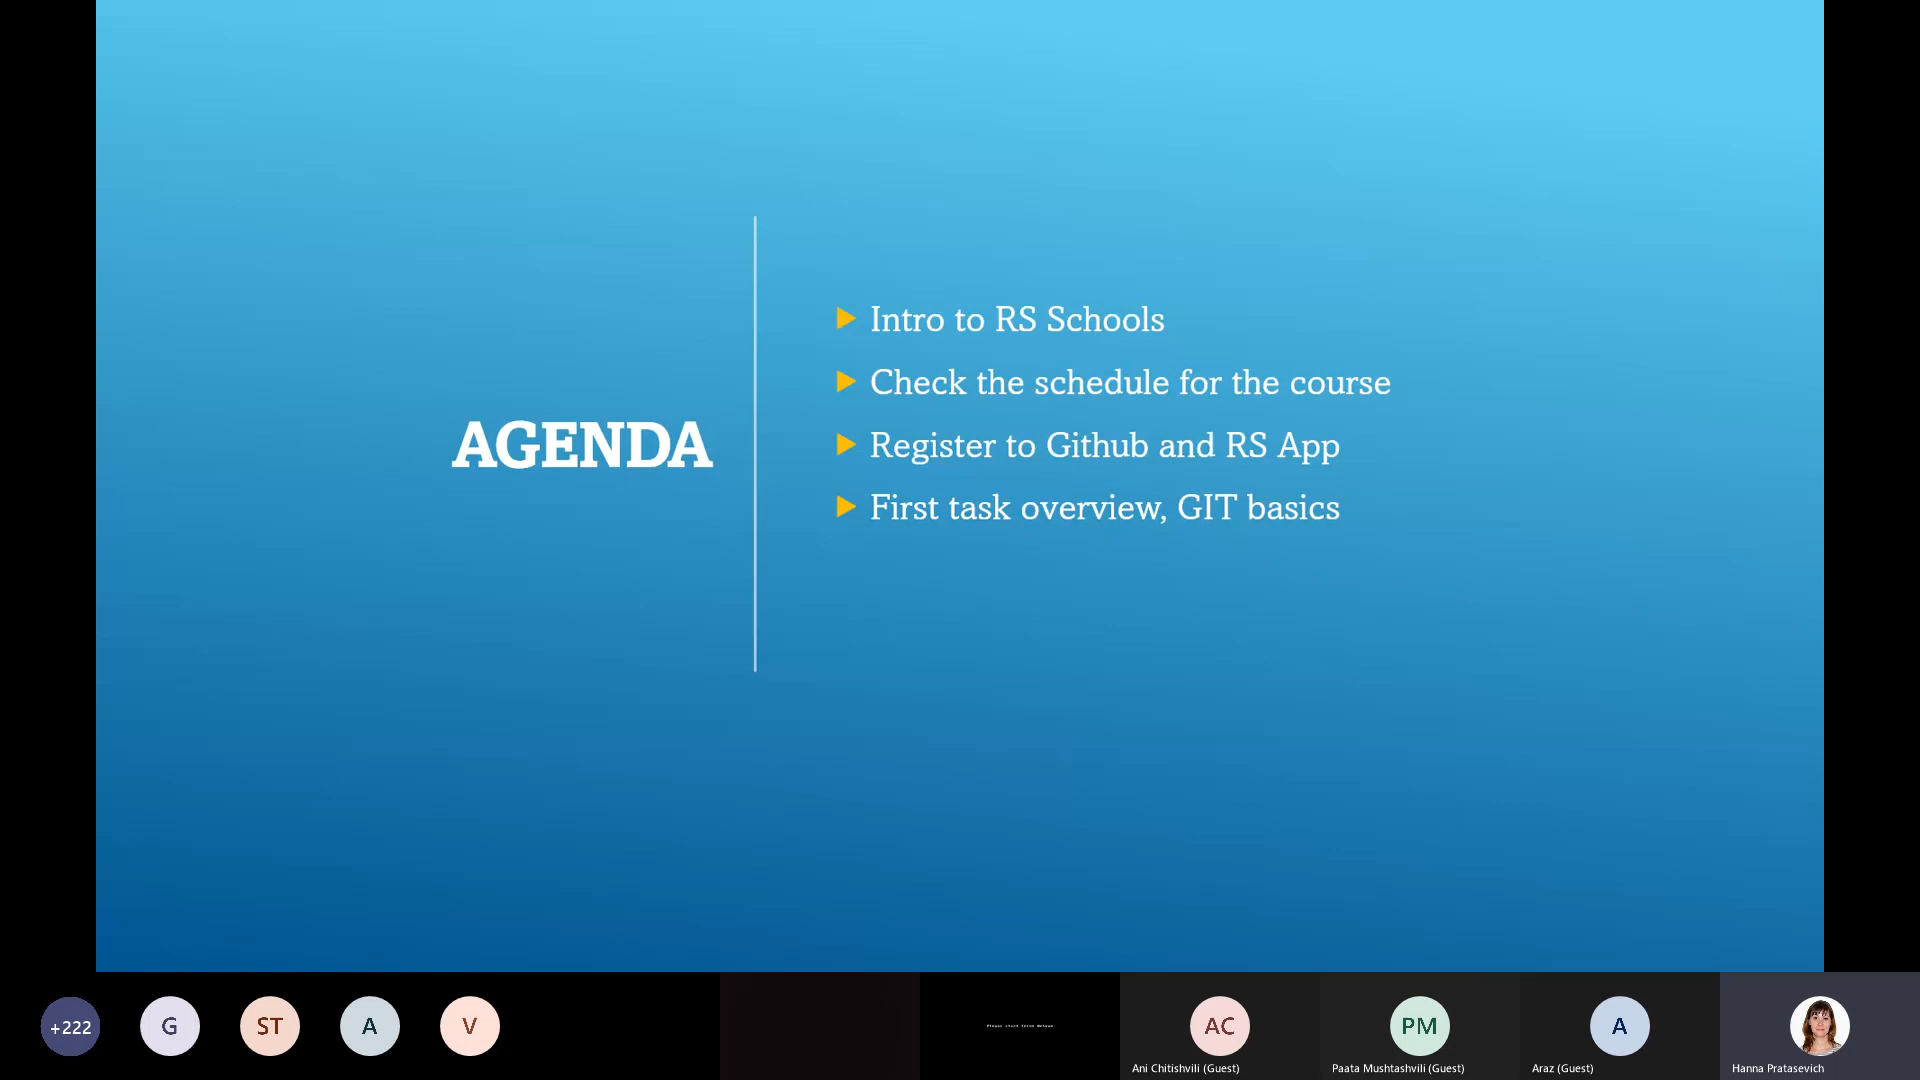 AGENDA
Intro to RS Schools
Check the schedule for the course
Register to Github and RS App
First task overview, GIT basics
+222
G
ST
A
V
AC
PM
A
Ani Chitishvili (Guest)
Paata Mushtashvili (Guest)
Araz (Guest)
Hanna Pratasevich